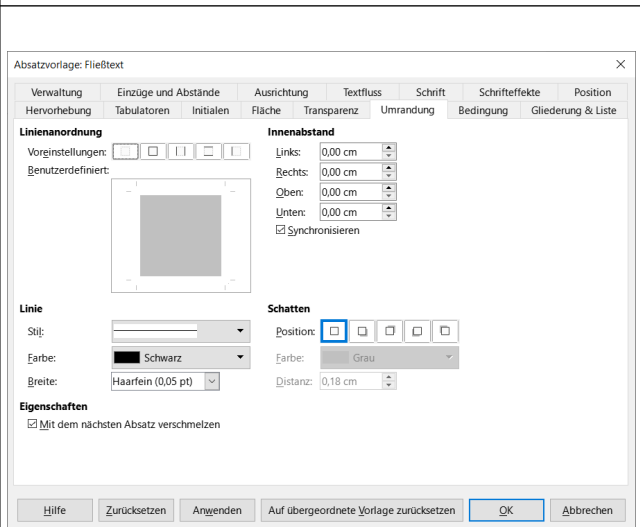 Absatzvorlage: Fließtext
Verwaltung Einzüge und Abstände Ausrichtung Textfluss Schrift Schrifteffekte Position
Hervorhebung Tabulatoren Initialen Fläche Transparenz Umrandung Bedingung Gliederung & Liste
Linienanordnung
Voreinstellungen:
Benutzerdefiniert:
Innenabstand
Links: 0,00 cm
Rechts: 0,00 cm
Oben: 0,00 cm
Unten: 0,00 cm
Synchronisieren
Linie
Stil:
Farbe: Schwarz
Breite: Haarfein (0,05 pt)
Schatten
Position:
Farbe: Grau
Distanz: 0,18 cm
Eigenschaften
Mit dem nächsten Absatz verschmelzen
Hilfe Zurücksetzen Anwenden Auf übergeordnete Vorlage zurücksetzen OK Abbrechen